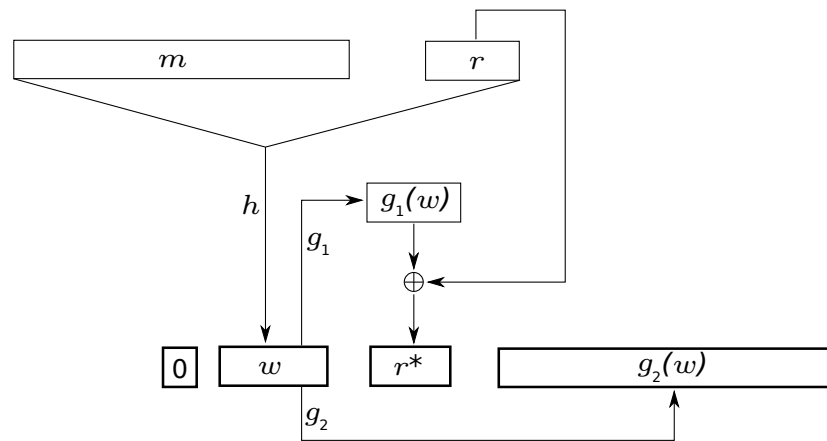 m r
h
g₁(w)
g₁
⊕
0 w r* g₂(w)
g₂